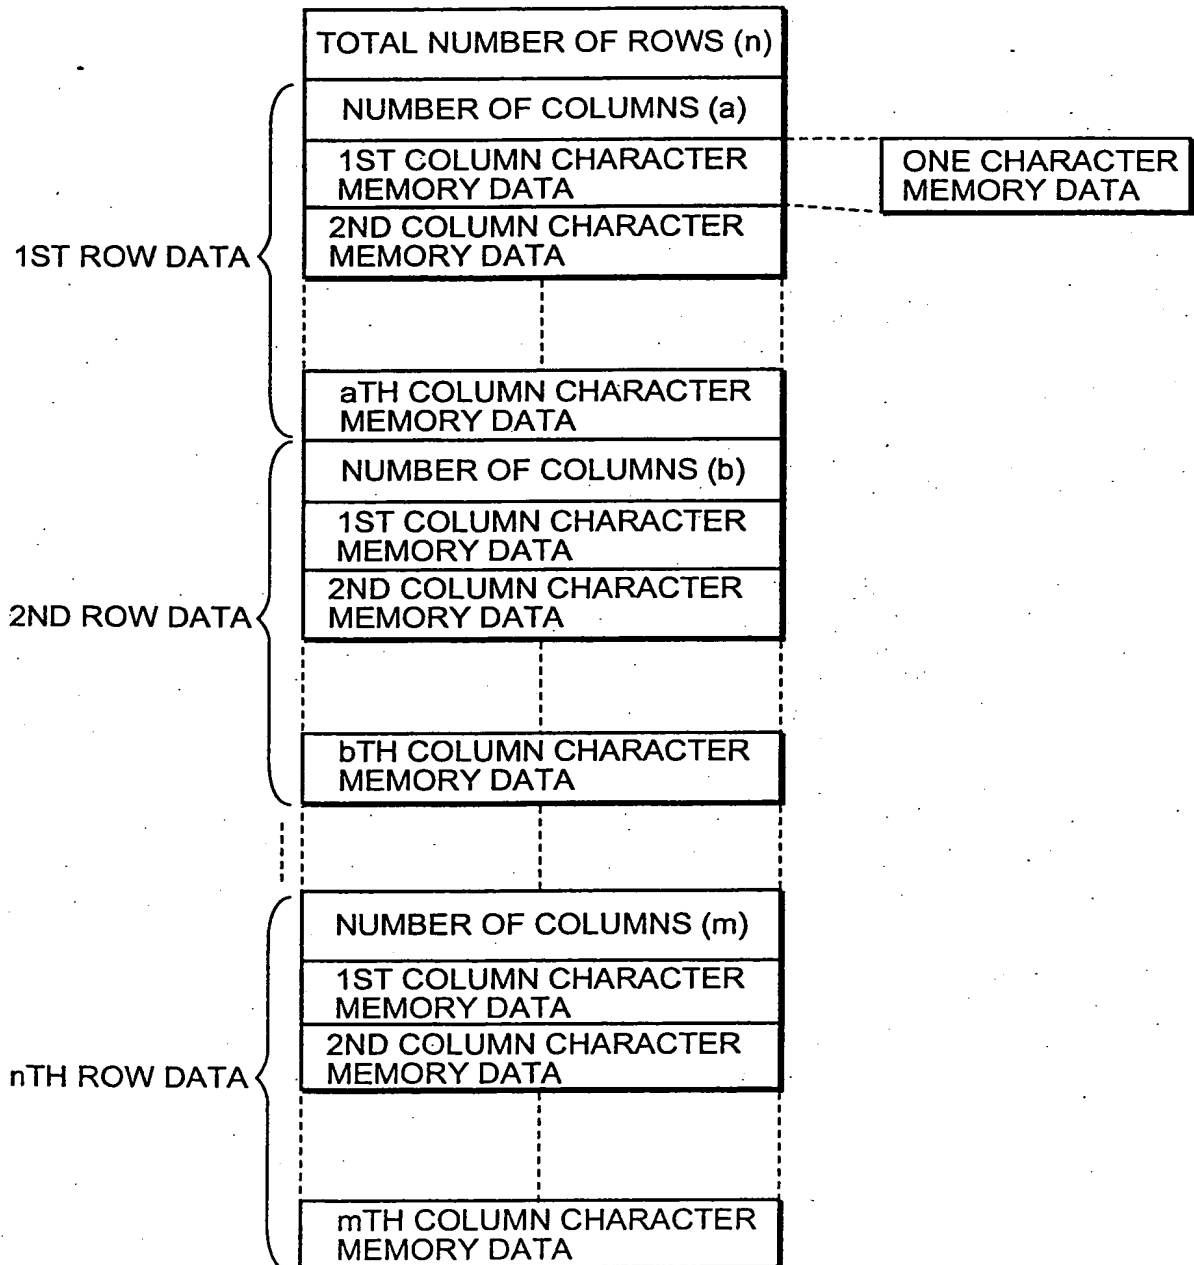 TOTAL NUMBER OF ROWS (n)
NUMBER OF COLUMNS (a)
1ST COLUMN CHARACTER
MEMORY DATA
ONE CHARACTER
MEMORY DATA
2ND COLUMN CHARACTER
MEMORY DATA
1ST ROW DATA
aTH COLUMN CHARACTER
MEMORY DATA
NUMBER OF COLUMNS (b)
1ST COLUMN CHARACTER
MEMORY DATA
2ND COLUMN CHARACTER
MEMORY DATA
2ND ROW DATA
bTH COLUMN CHARACTER
MEMORY DATA
NUMBER OF COLUMNS (m)
1ST COLUMN CHARACTER
MEMORY DATA
2ND COLUMN CHARACTER
MEMORY DATA
nTH ROW DATA
mTH COLUMN CHARACTER
MEMORY DATA